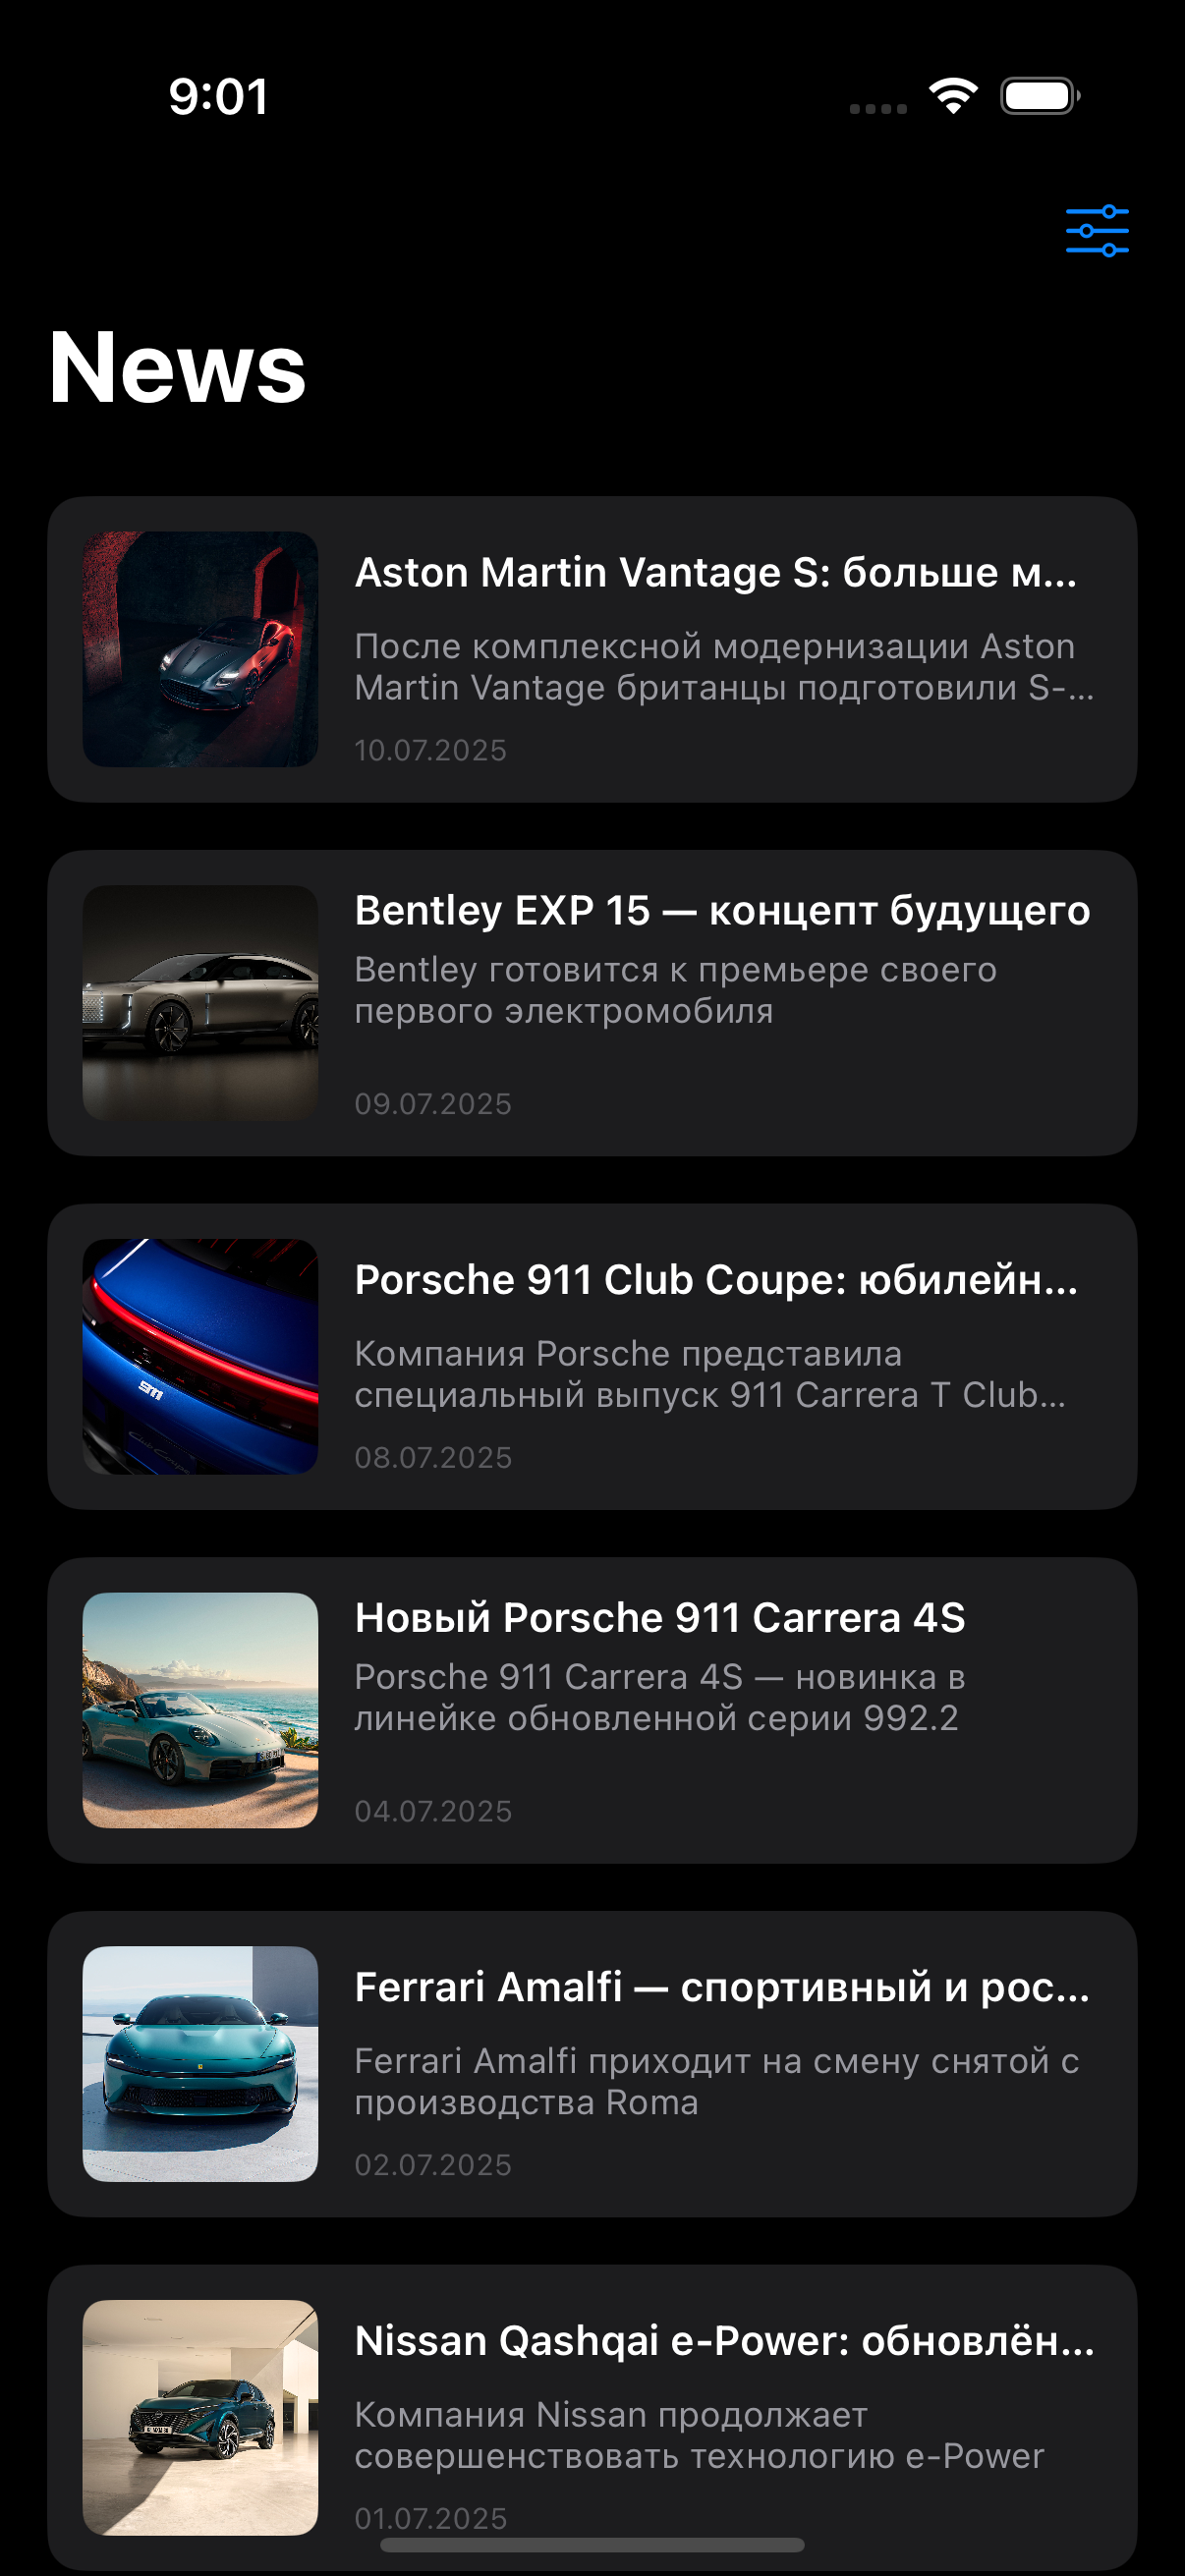 9:01
News
Aston Martin Vantage S: больше м...
После комплексной модернизации Aston
Martin Vantage британцы подготовили S-...
10.07.2025
Bentley EXP 15 — концепт будущего
Bentley готовится к премьере своего
первого электромобиля
09.07.2025
Porsche 911 Club Coupe: юбилейн...
Компания Porsche представила
специальный выпуск 911 Carrera T Club...
08.07.2025
911
Club Coupe
Новый Porsche 911 Carrera 4S
Porsche 911 Carrera 4S — новинка в
линейке обновленной серии 992.2
04.07.2025
Ferrari Amalfi — спортивный и рос...
Ferrari Amalfi приходит на смену снятой с
производства Roma
02.07.2025
Nissan Qashqai e-Power: обновлён...
Компания Nissan продолжает
совершенствовать технологию e-Power
01.07.2025